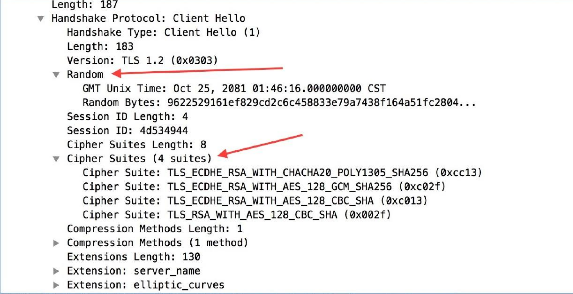 Length: 187
Handshake Protocol: Client Hello
Handshake Type: Client Hello (1)
Length: 183
Version: TLS 1.2 (0x0303)
Random
GMT Unix Time: Oct 25, 2081 01:46:16.000000000 CST
Random Bytes: 9622529161ef829cd2c6c458833e79a7438f164a51fc2804...
Session ID Length: 4
Session ID: 4d534944
Cipher Suites Length: 8
Cipher Suites (4 suites)
Cipher Suite: TLS_ECDHE_RSA_WITH_CHACHA20_POLY1305_SHA256 (0xcc13)
Cipher Suite: TLS_ECDHE_RSA_WITH_AES_128_GCM_SHA256 (0xc02f)
Cipher Suite: TLS_ECDHE_RSA_WITH_AES_128_CBC_SHA (0xc013)
Cipher Suite: TLS_RSA_WITH_AES_128_CBC_SHA (0x002f)
Compression Methods Length: 1
Compression Methods (1 method)
Extensions Length: 130
Extension: server_name
Extension: elliptic_curves